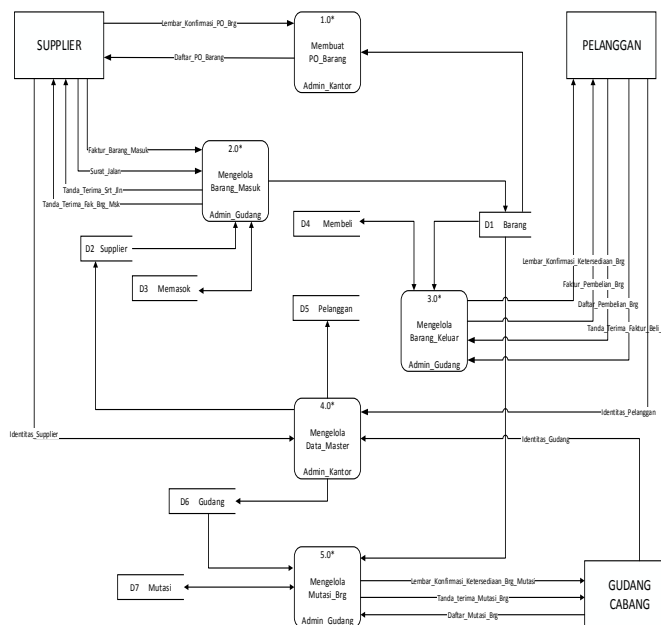 SUPPLIER
Lembar_Konfirmasi_PO_Brg
Daftar_PO_Barang
1.0*
Membuat
PO_Barang
Admin_Kantor
PELANGGAN
Faktur_Barang_Masuk
Surat_Jalan
Tanda_Terima_Srt_Jln
Tanda_Terima_Fak_Brg_Msk
2.0*
Mengelola
Barang_Masuk
Admin_Gudang
D4 Membeli
D1 Barang
D2 Supplier
D3 Memasok
Lembar_Konfirmasi_Ketersediaan_Brg
Faktur_Pembelian_Brg
Daftar_Pembelian_Brg
Tanda_Terima_Faktur_Beli_
3.0*
Mengelola
Barang_Keluar
Admin_Gudang
D5 Pelanggan
4.0*
Mengelola
Data_Master
Admin_Kantor
Identitas_Pelanggan
Identitas_Supplier
Identitas_Gudang
D6 Gudang
5.0*
Mengelola
Mutasi_Brg
Admin_Gudang
D7 Mutasi
Lembar_Konfirmasi_Ketersediaan_Brg_Mutasi
Tanda_terima_Mutasi_Brg
Daftar_Mutasi_Brg
GUDANG
CABANG